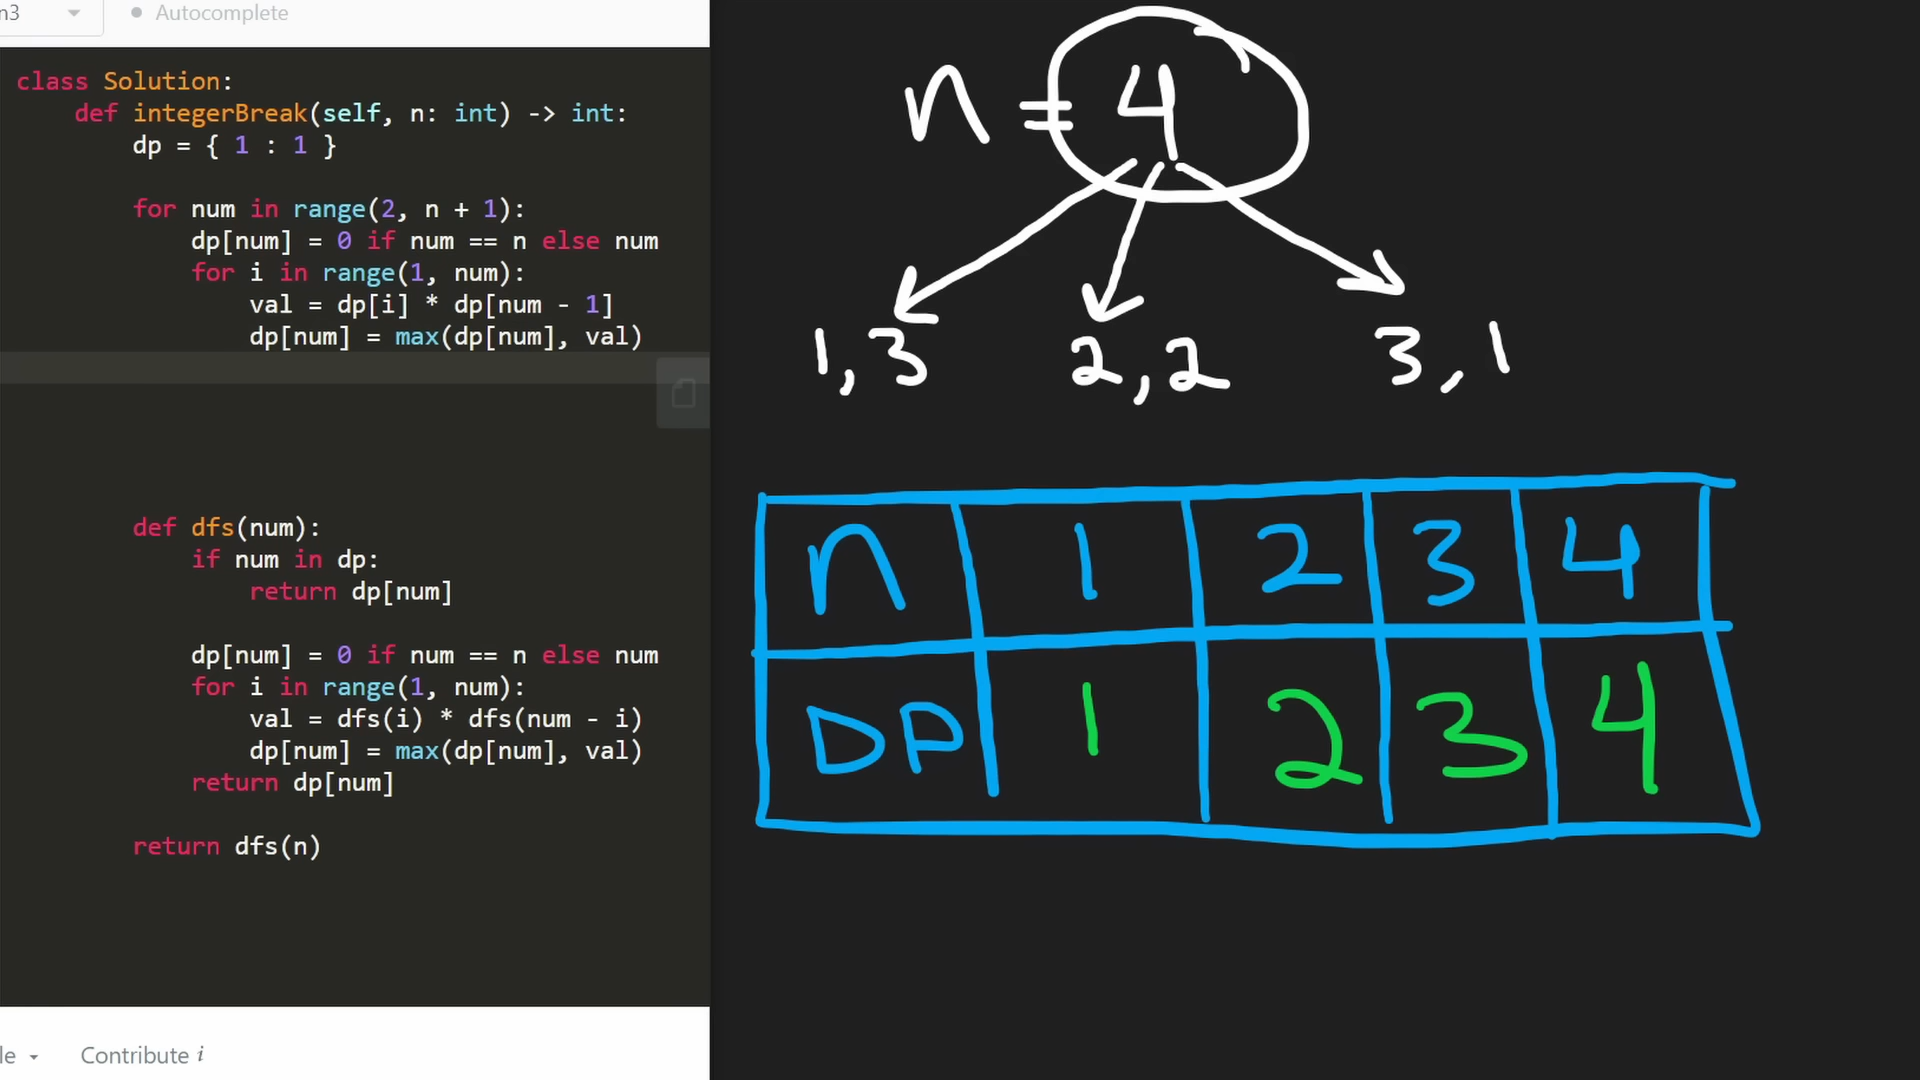 n3 Autocomplete
class Solution:
def integerBreak(self, n: int) -> int:
dp = { 1 : 1 }
for num in range(2, n + 1):
dp[num] = 0 if num == n else num
for i in range(1, num):
val = dp[i] * dp[num - 1]
dp[num] = max(dp[num], val)
def dfs(num):
if num in dp:
return dp[num]
dp[num] = 0 if num == n else num
for i in range(1, num):
val = dfs(i) * dfs(num - i)
dp[num] = max(dp[num], val)
return dp[num]
return dfs(n)
le Contribute i
n = 4
1,3 2,2 3,1
n 1 2 3 4
DP 1 2 3 4